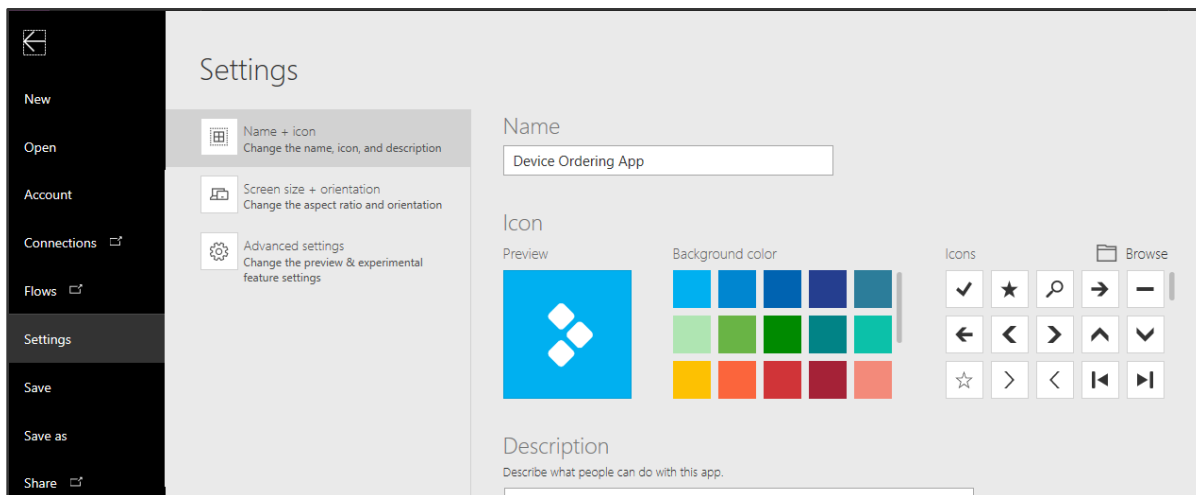 New
Open
Account
Connections
Flows
Settings
Save
Save as
Share
Settings
Name + icon
Change the name, icon, and description
Screen size + orientation
Change the aspect ratio and orientation
Advanced settings
Change the preview & experimental
feature settings
Name
Device Ordering App
Icon
Preview
Background color
Icons
Browse
Description
Describe what people can do with this app.